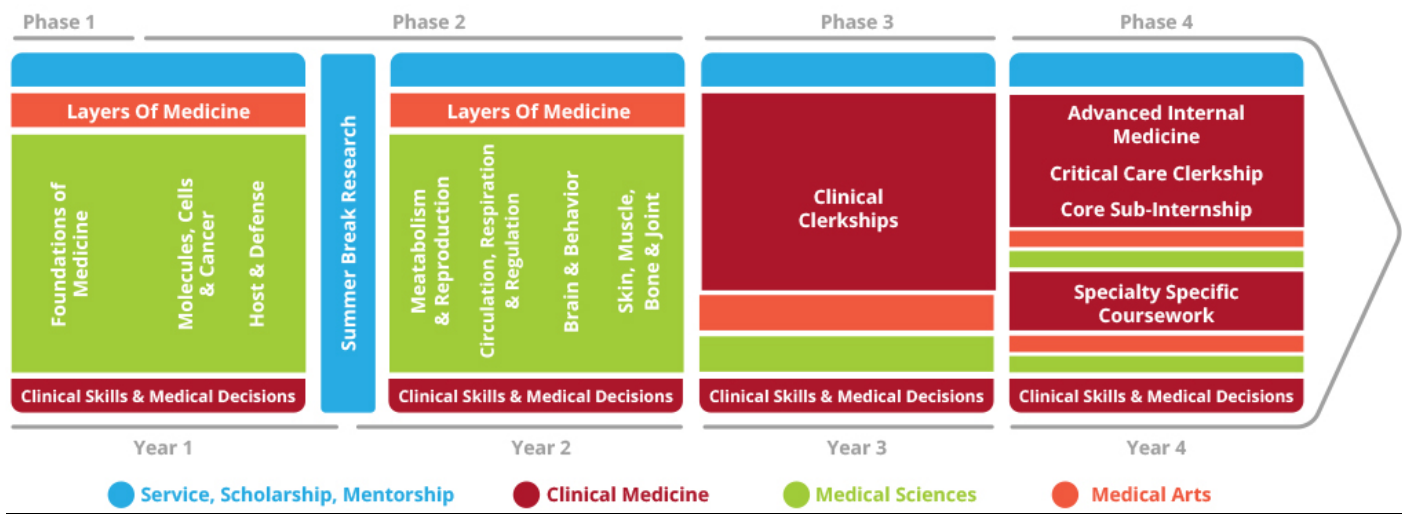 Phase 1
Phase 2
Phase 3
Phase 4
Layers Of Medicine
Foundations of
Medicine
Molecules, Cells
& Cancer
Host & Defense
Clinical Skills & Medical Decisions
Summer Break Research
Layers Of Medicine
Meatabolism
& Reproduction
Circulation, Respiration
& Regulation
Brain & Behavior
Skin, Muscle,
Bone & Joint
Clinical Skills & Medical Decisions
Clinical
Clerkships
Clinical Skills & Medical Decisions
Advanced Internal
Medicine
Critical Care Clerkship
Core Sub-Internship
Specialty Specific
Coursework
Clinical Skills & Medical Decisions
Year 1
Year 2
Year 3
Year 4
Service, Scholarship, Mentorship
Clinical Medicine
Medical Sciences
Medical Arts